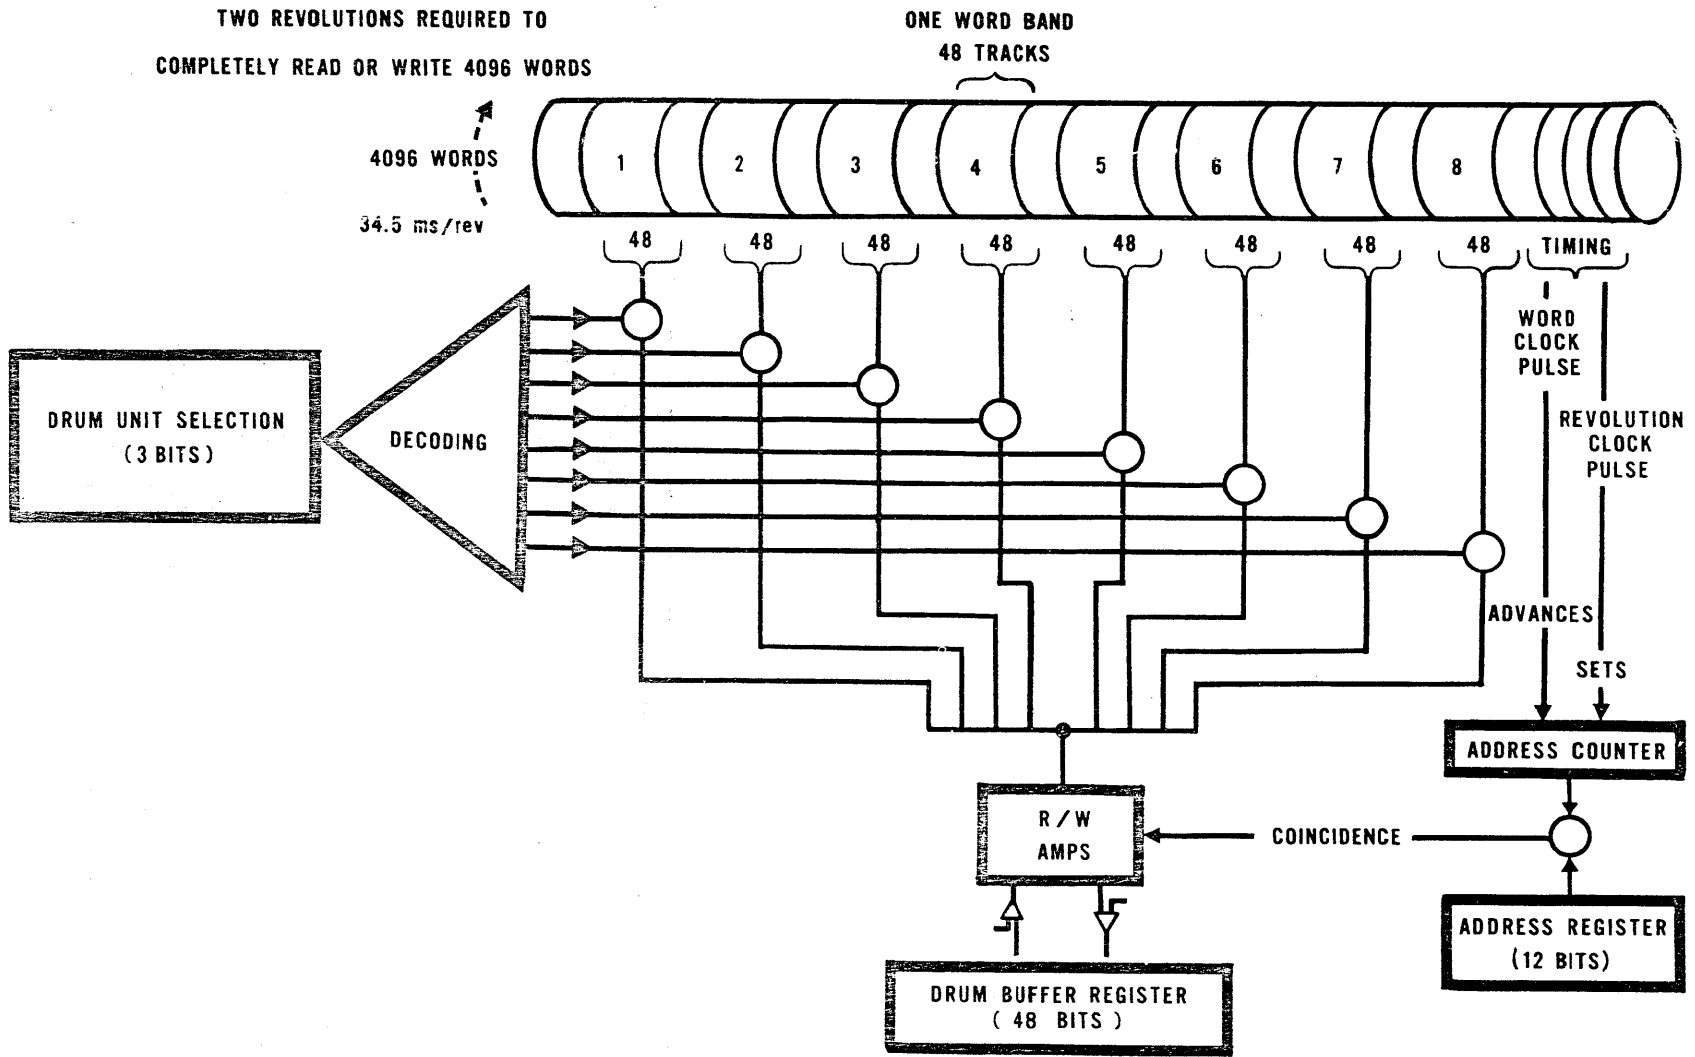 TWO REVOLUTIONS REQUIRED TO
COMPLETELY READ OR WRITE 4096 WORDS
ONE WORD BAND
48 TRACKS
4096 WORDS
34.5 ms/rev
1 2 3 4 5 6 7 8
48 48 48 48 48 48 48 48 TIMING
WORD
CLOCK
PULSE
REVOLUTION
CLOCK
PULSE
DRUM UNIT SELECTION
(3 BITS)
DECODING
ADVANCES
SETS
ADDRESS COUNTER
R/W
AMPS
COINCIDENCE
ADDRESS REGISTER
(12 BITS)
DRUM BUFFER REGISTER
( 48 BITS )